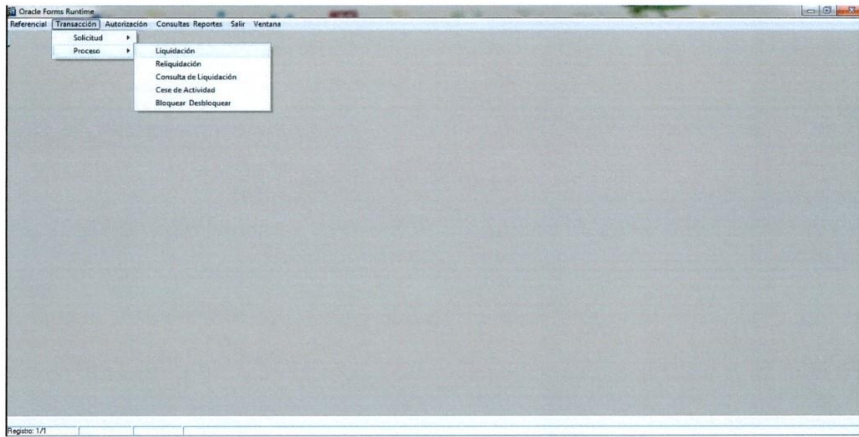 Oracle Forms Runtime
Referencial Transacción Autorización Consultas Reportes Salir Ventana
Solicitud
Proceso
Liquidación
Reliquidación
Consulta de Liquidación
Cese de Actividad
Bloquear Desbloquear
Registro: 1/1